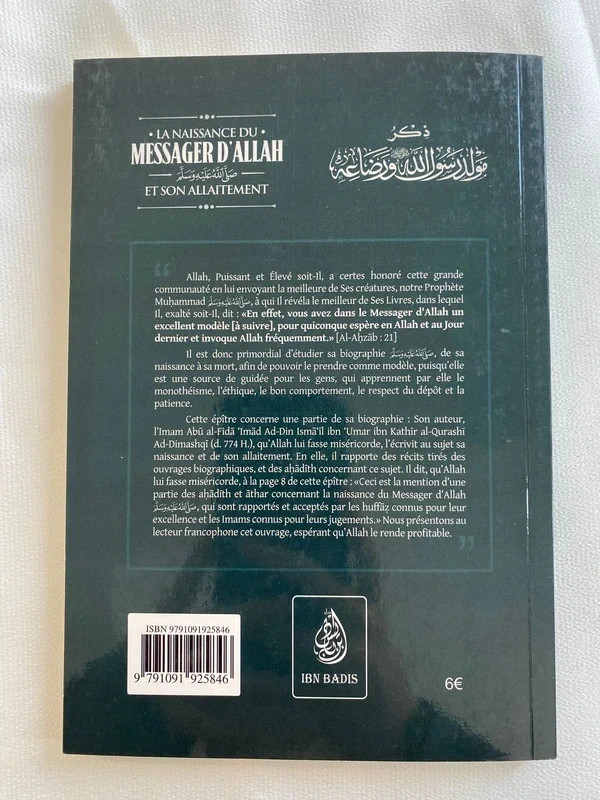 • LA NAISSANCE DU •
MESSAGER D'ALLAH
صَلَّى اللهُ عَلَيْهِ وَسَلَّمَ
ET SON ALLAITEMENT
ذِكْرُ
مَوْلِدِ رَسُولِ اللَّهِ ﷺ وَرَضَاعِهِ
“
Allah, Puissant et Élevé soit-Il, a certes honoré cette grande
communauté en lui envoyant la meilleure de Ses créatures, notre Prophète
Muḥammad صَلَّى اللهُ عَلَيْهِ وَسَلَّمَ, à qui Il révéla le meilleur de Ses Livres, dans lequel
Il, exalté soit-Il, dit : «En effet, vous avez dans le Messager d'Allah un
excellent modèle [à suivre], pour quiconque espère en Allah et au Jour
dernier et invoque Allah fréquemment.» [Al-Aḥzāb : 21]
Il est donc primordial d'étudier sa biographie صَلَّى اللهُ عَلَيْهِ وَسَلَّمَ, de sa
naissance à sa mort, afin de pouvoir le prendre comme modèle, puisqu'elle
est une source de guidée pour les gens, qui apprennent par elle le
monothéisme, l'éthique, le bon comportement, le respect du dépôt et la
patience.
Cette épître concerne une partie de sa biographie : Son auteur,
l'Imam Abū al-Fidā 'Imād Ad-Din Ismā'īl ibn 'Umar ibn Kathīr al-Qurashī
Ad-Dimashqī (d. 774 H.), qu'Allah lui fasse miséricorde, l'écrivit au sujet sa
naissance et de son allaitement. En elle, il rapporte des récits tirés des
ouvrages biographiques, et des aḥādīth concernant ce sujet. Il dit, qu'Allah
lui fasse miséricorde, à la page 8 de cette épître : «Ceci est la mention d'une
partie des aḥādīth et āthar concernant la naissance du Messager d'Allah
صَلَّى اللهُ عَلَيْهِ وَسَلَّمَ, qui sont rapportés et acceptés par les huffāẓ connus pour leur
excellence et les Imams connus pour leurs jugements.» Nous présentons au
lecteur francophone cet ouvrage, espérant qu'Allah le rende profitable.
”
ISBN 9791091925846
9 791091 925846
ابن باديس
IBN BADIS
6€